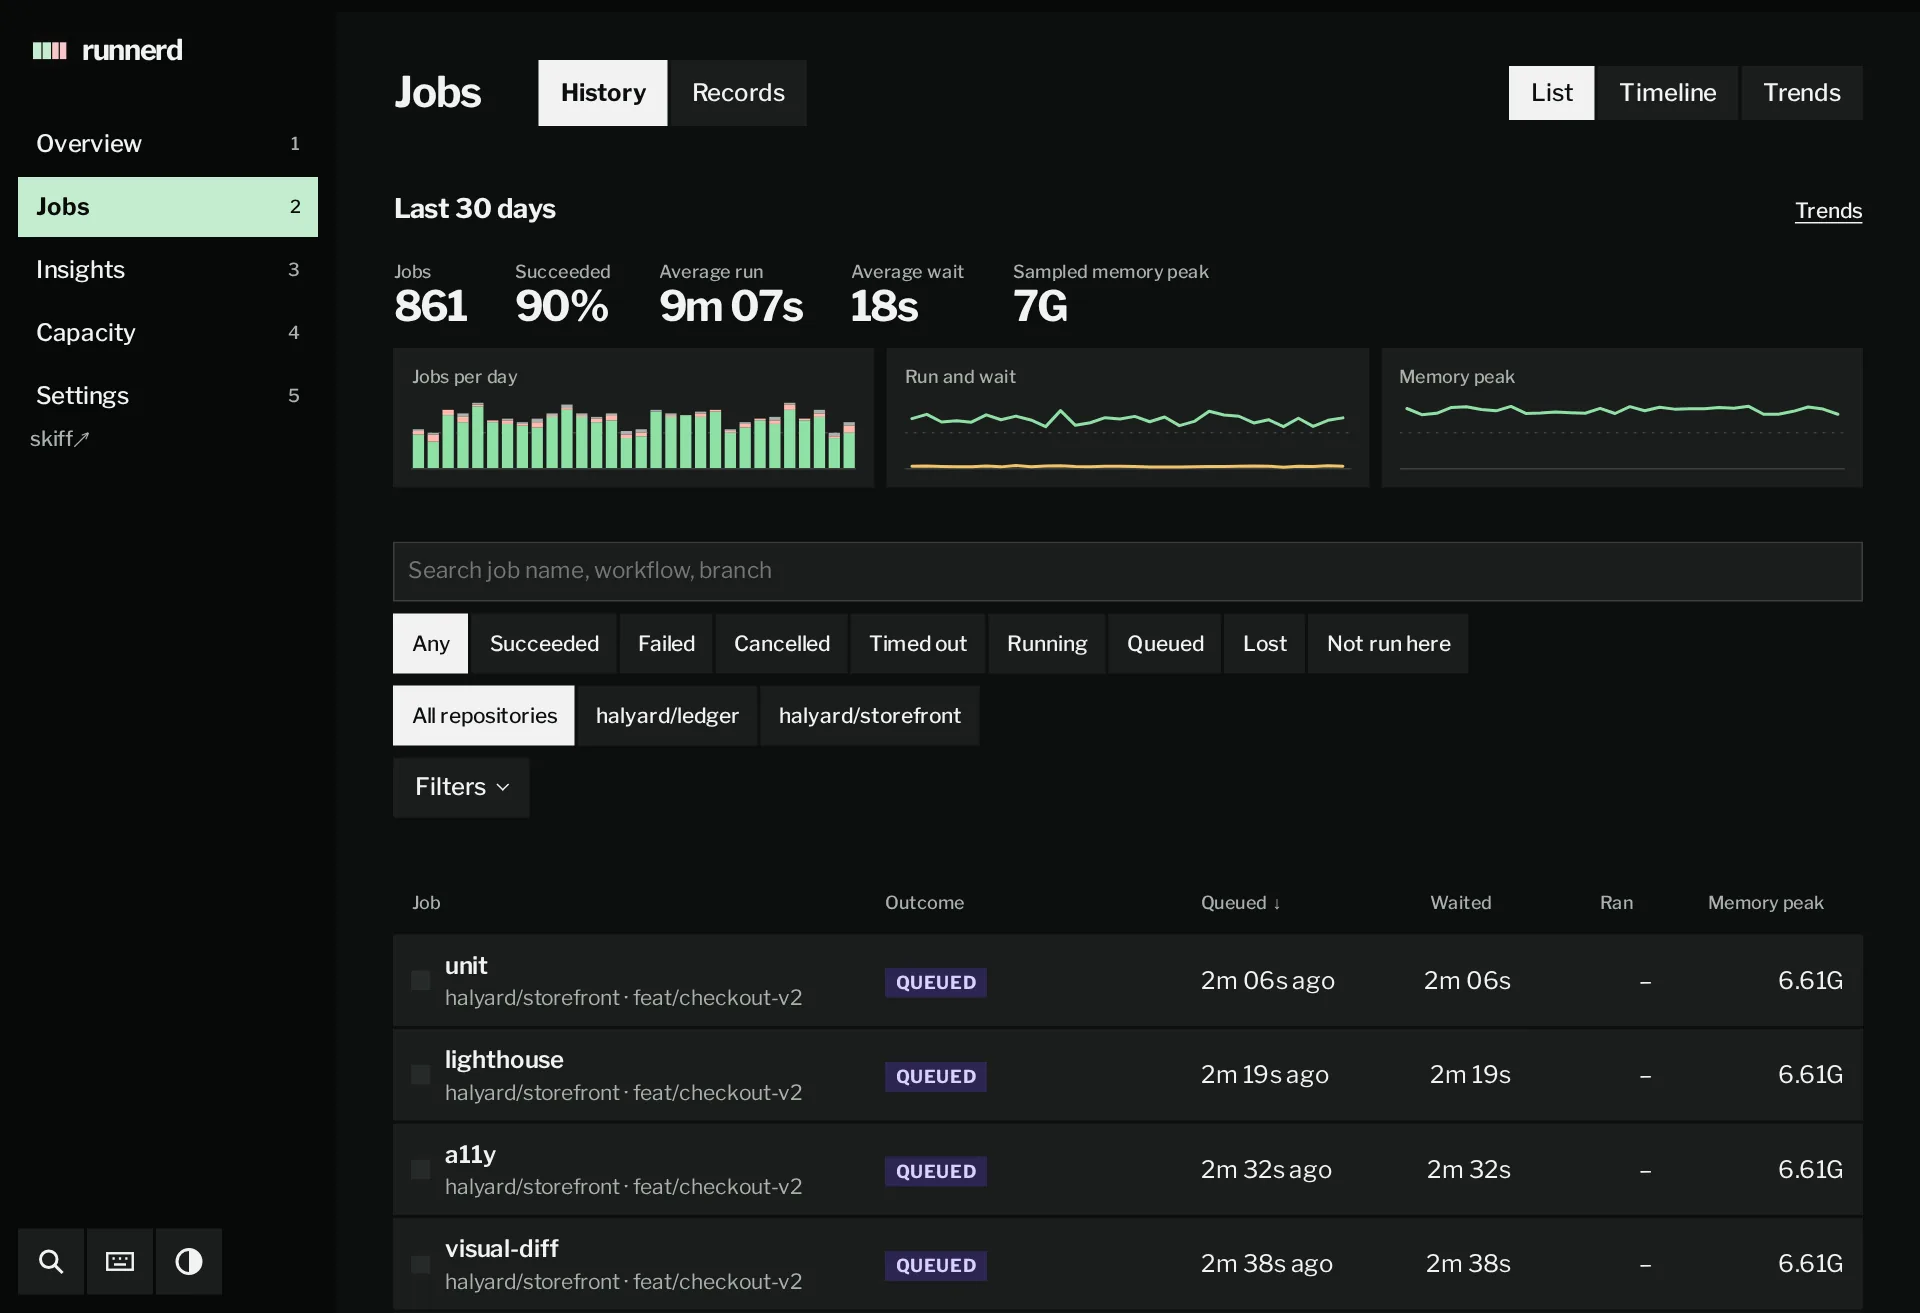 runnerd
Overview 1
Jobs 2
Insights 3
Capacity 4
Settings 5
skiff↗
Jobs
History
Records
List
Timeline
Trends
Last 30 days
Trends
Jobs
861
Succeeded
90%
Average run
9m 07s
Average wait
18s
Sampled memory peak
7G
Jobs per day
Run and wait
Memory peak
Search job name, workflow, branch
Any Succeeded Failed Cancelled Timed out Running Queued Lost Not run here
All repositories halyard/ledger halyard/storefront
Filters
Job Outcome Queued ↓ Waited Ran Memory peak
unit
halyard/storefront · feat/checkout-v2
QUEUED 2m 06s ago 2m 06s – 6.61G
lighthouse
halyard/storefront · feat/checkout-v2
QUEUED 2m 19s ago 2m 19s – 6.61G
a11y
halyard/storefront · feat/checkout-v2
QUEUED 2m 32s ago 2m 32s – 6.61G
visual-diff
halyard/storefront · feat/checkout-v2
QUEUED 2m 38s ago 2m 38s – 6.61G